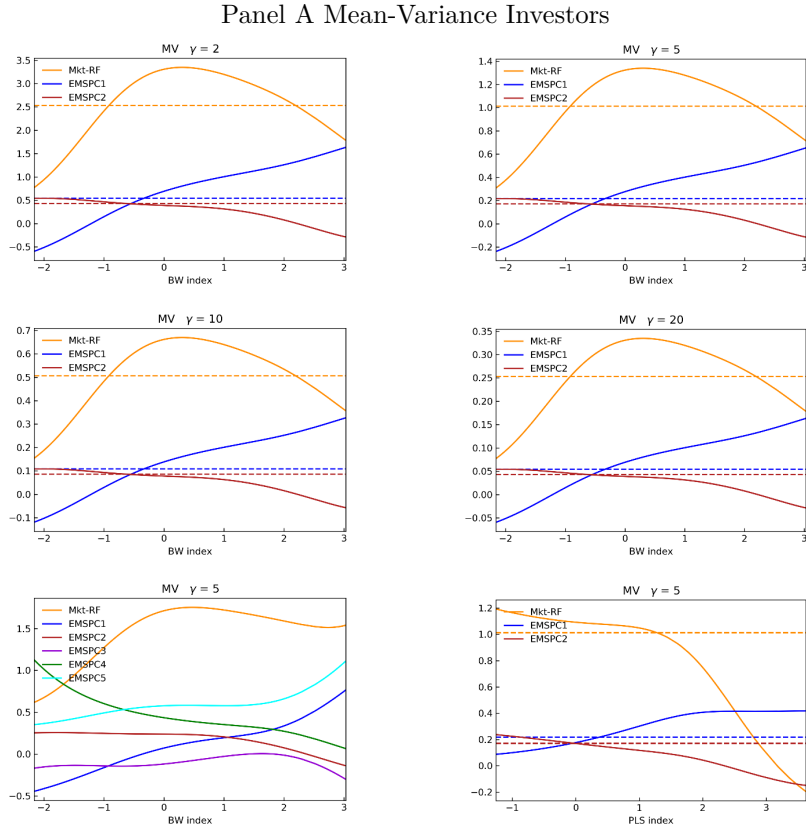 Panel A Mean-Variance Investors
MV γ = 2
Mkt-RF
EMSPC1
EMSPC2
3.5
3.0
2.5
2.0
1.5
1.0
0.5
0.0
−0.5
−2 −1 0 1 2 3
BW index
MV γ = 5
Mkt-RF
EMSPC1
EMSPC2
1.4
1.2
1.0
0.8
0.6
0.4
0.2
0.0
−0.2
−2 −1 0 1 2 3
BW index
MV γ = 10
Mkt-RF
EMSPC1
EMSPC2
0.7
0.6
0.5
0.4
0.3
0.2
0.1
0.0
−0.1
−2 −1 0 1 2 3
BW index
MV γ = 20
Mkt-RF
EMSPC1
EMSPC2
0.35
0.30
0.25
0.20
0.15
0.10
0.05
0.00
−0.05
−2 −1 0 1 2 3
BW index
MV γ = 5
Mkt-RF
EMSPC1
EMSPC2
EMSPC3
EMSPC4
EMSPC5
1.5
1.0
0.5
0.0
−0.5
−2 −1 0 1 2 3
BW index
MV γ = 5
Mkt-RF
EMSPC1
EMSPC2
1.2
1.0
0.8
0.6
0.4
0.2
0.0
−0.2
−1 0 1 2 3
PLS index